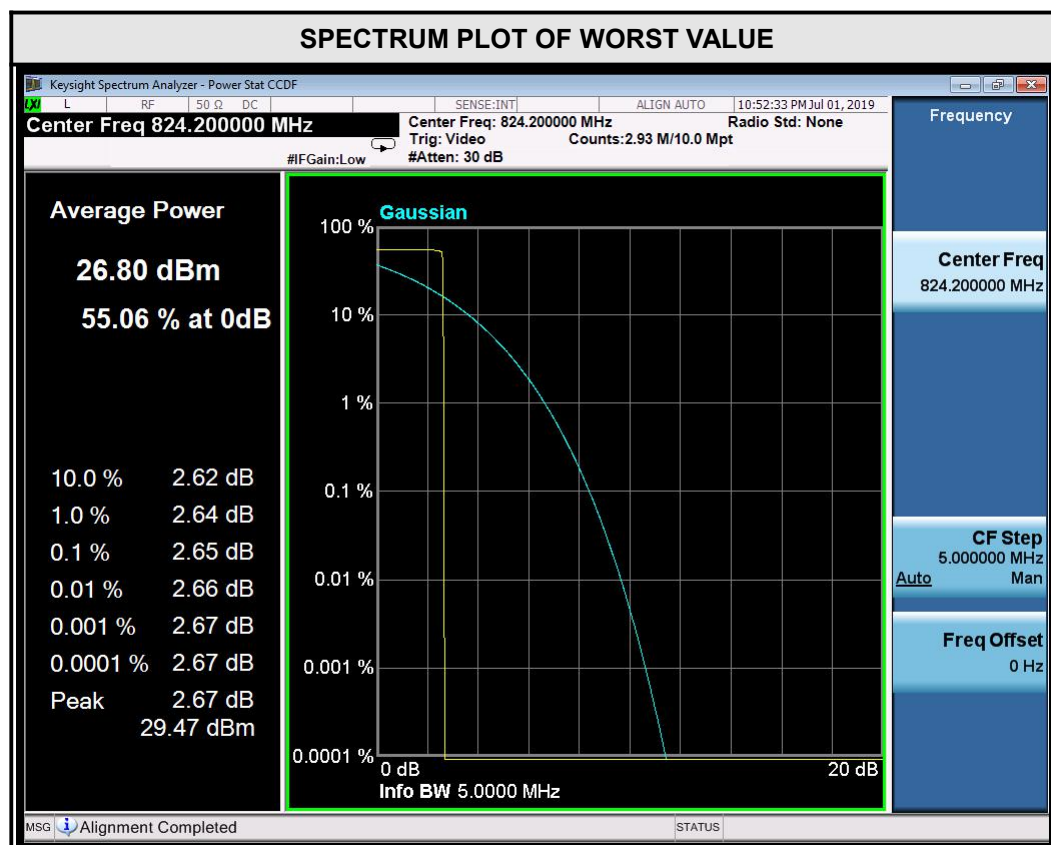 SPECTRUM PLOT OF WORST VALUE
Keysight Spectrum Analyzer - Power Stat CCDF
LXI L RF 50 Ω DC SENSE:INT ALIGN AUTO 10:52:33 PM Jul 01, 2019
Center Freq 824.200000 MHz
Center Freq: 824.200000 MHz Radio Std: None
Trig: Video Counts:2.93 M/10.0 Mpt
#IFGain:Low #Atten: 30 dB
Frequency
Average Power
26.80 dBm
55.06 % at 0dB
10.0 % 2.62 dB
1.0 % 2.64 dB
0.1 % 2.65 dB
0.01 % 2.66 dB
0.001 % 2.67 dB
0.0001 % 2.67 dB
Peak 2.67 dB
29.47 dBm
Gaussian
100 %
10 %
1 %
0.1 %
0.01 %
0.001 %
0.0001 %
0 dB 20 dB
Info BW 5.0000 MHz
Center Freq
824.200000 MHz
CF Step
5.000000 MHz
Auto Man
Freq Offset
0 Hz
MSG Alignment Completed STATUS